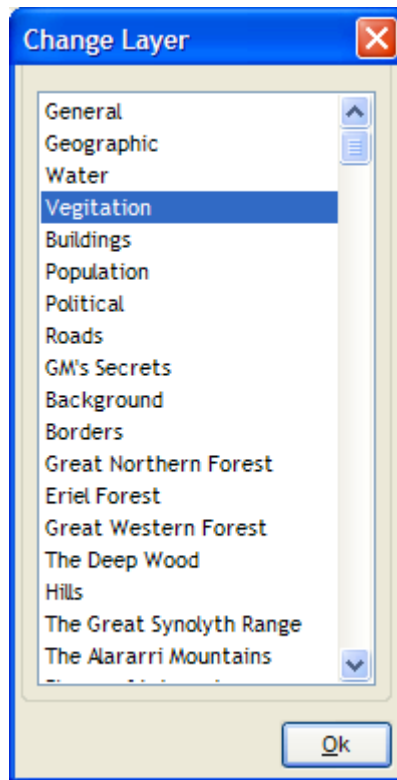 Change Layer
General
Geographic
Water
Vegitation
Buildings
Population
Political
Roads
GM's Secrets
Background
Borders
Great Northern Forest
Eriel Forest
Great Western Forest
The Deep Wood
Hills
The Great Synolyth Range
The Alararri Mountains
Ok